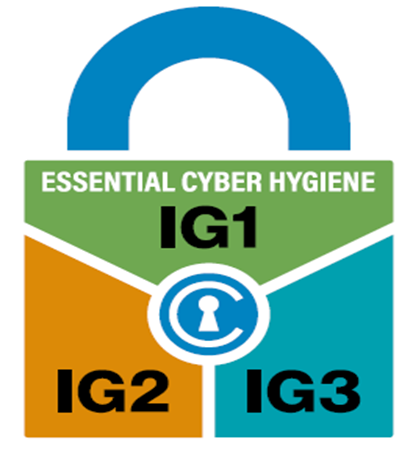 ESSENTIAL CYBER HYGIENE
IG1
IG2 IG3